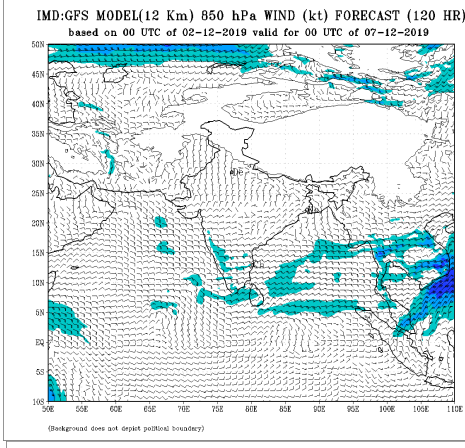 IMD:GFS MODEL(12 Km) 850 hPa WIND (kt) FORECAST (120 HR)
based on 00 UTC of 02-12-2019 valid for 00 UTC of 07-12-2019
50N
45N
40N
35N
30N
25N
20N
15N
10N
5N
EQ
5S
10S
50E 55E 60E 65E 70E 75E 80E 85E 90E 95E 100E 105E 110E
(Background does not depict political boundary)